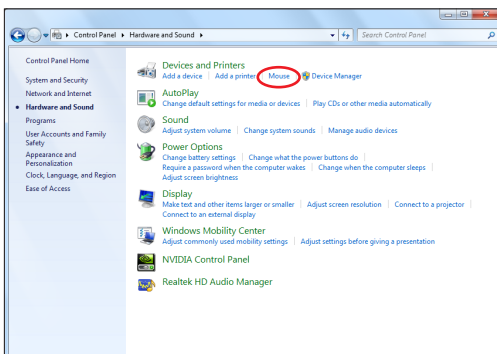 Control Panel ▸ Hardware and Sound ▸
Search Control Panel
Control Panel Home
System and Security
Network and Internet
Hardware and Sound
Programs
User Accounts and Family
Safety
Appearance and
Personalization
Clock, Language, and Region
Ease of Access
Devices and Printers
Add a device | Add a printer | Mouse | Device Manager
AutoPlay
Change default settings for media or devices | Play CDs or other media automatically
Sound
Adjust system volume | Change system sounds | Manage audio devices
Power Options
Change battery settings | Change what the power buttons do |
Require a password when the computer wakes | Change when the computer sleeps |
Adjust screen brightness
Display
Make text and other items larger or smaller | Adjust screen resolution | Connect to a projector |
Connect to an external display
Windows Mobility Center
Adjust commonly used mobility settings | Adjust settings before giving a presentation
NVIDIA Control Panel
Realtek HD Audio Manager